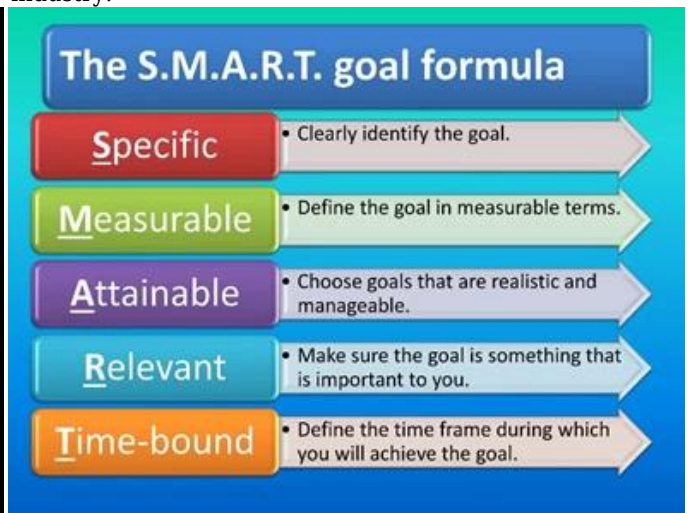 industry.
The S.M.A.R.T. goal formula
Specific
• Clearly identify the goal.
Measurable
• Define the goal in measurable terms.
Attainable
• Choose goals that are realistic and
manageable.
Relevant
• Make sure the goal is something that
is important to you.
Time-bound
• Define the time frame during which
you will achieve the goal.